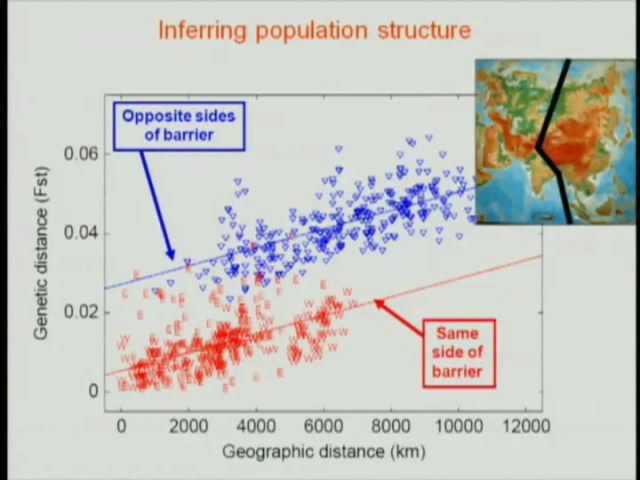 Inferring population structure
Opposite sides
of barrier
Genetic distance (Fst)
0.06
0.04
0.02
0
Same
side of
barrier
0 2000 4000 6000 8000 10000 12000
Geographic distance (km)